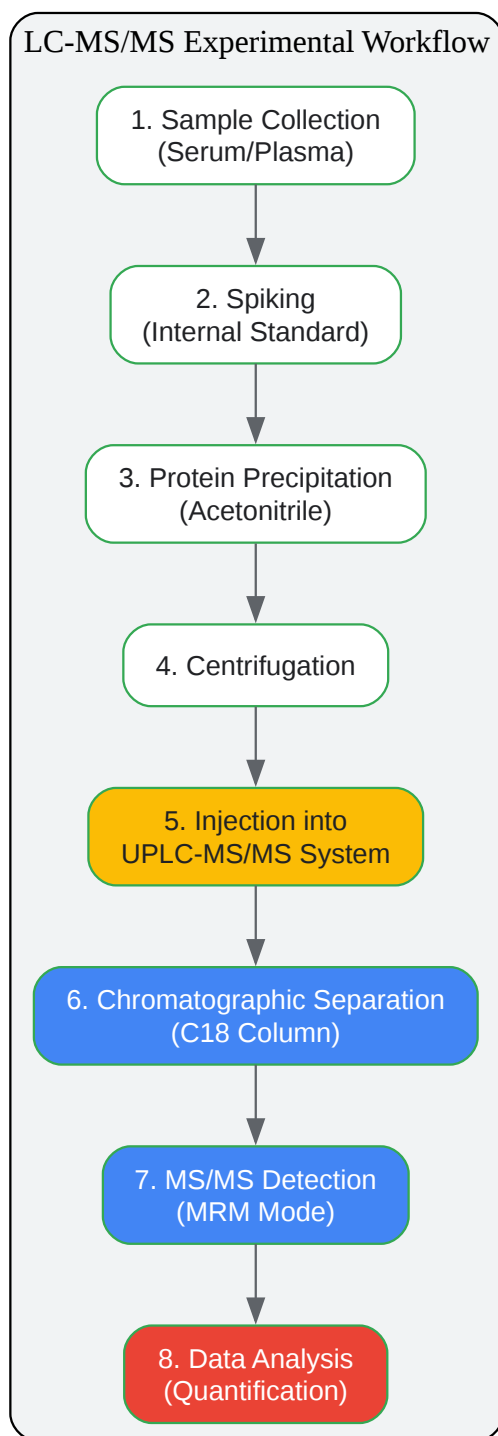 LC-MS/MS Experimental Workflow
1. Sample Collection
(Serum/Plasma)
2. Spiking
(Internal Standard)
3. Protein Precipitation
(Acetonitrile)
4. Centrifugation
5. Injection into
UPLC-MS/MS System
6. Chromatographic Separation
(C18 Column)
7. MS/MS Detection
(MRM Mode)
8. Data Analysis
(Quantification)